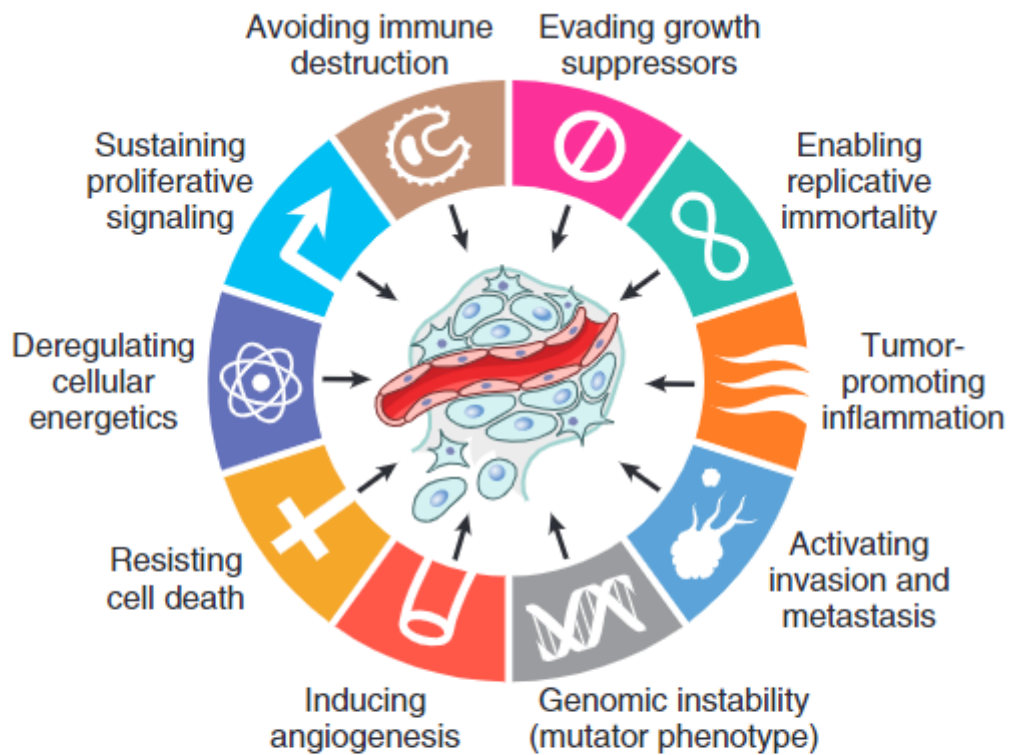 Avoiding immune
destruction
Evading growth
suppressors
Enabling
replicative
immortality
Tumor-
promoting
inflammation
Activating
invasion and
metastasis
Genomic instability
(mutator phenotype)
Inducing
angiogenesis
Resisting
cell death
Deregulating
cellular
energetics
Sustaining
proliferative
signaling